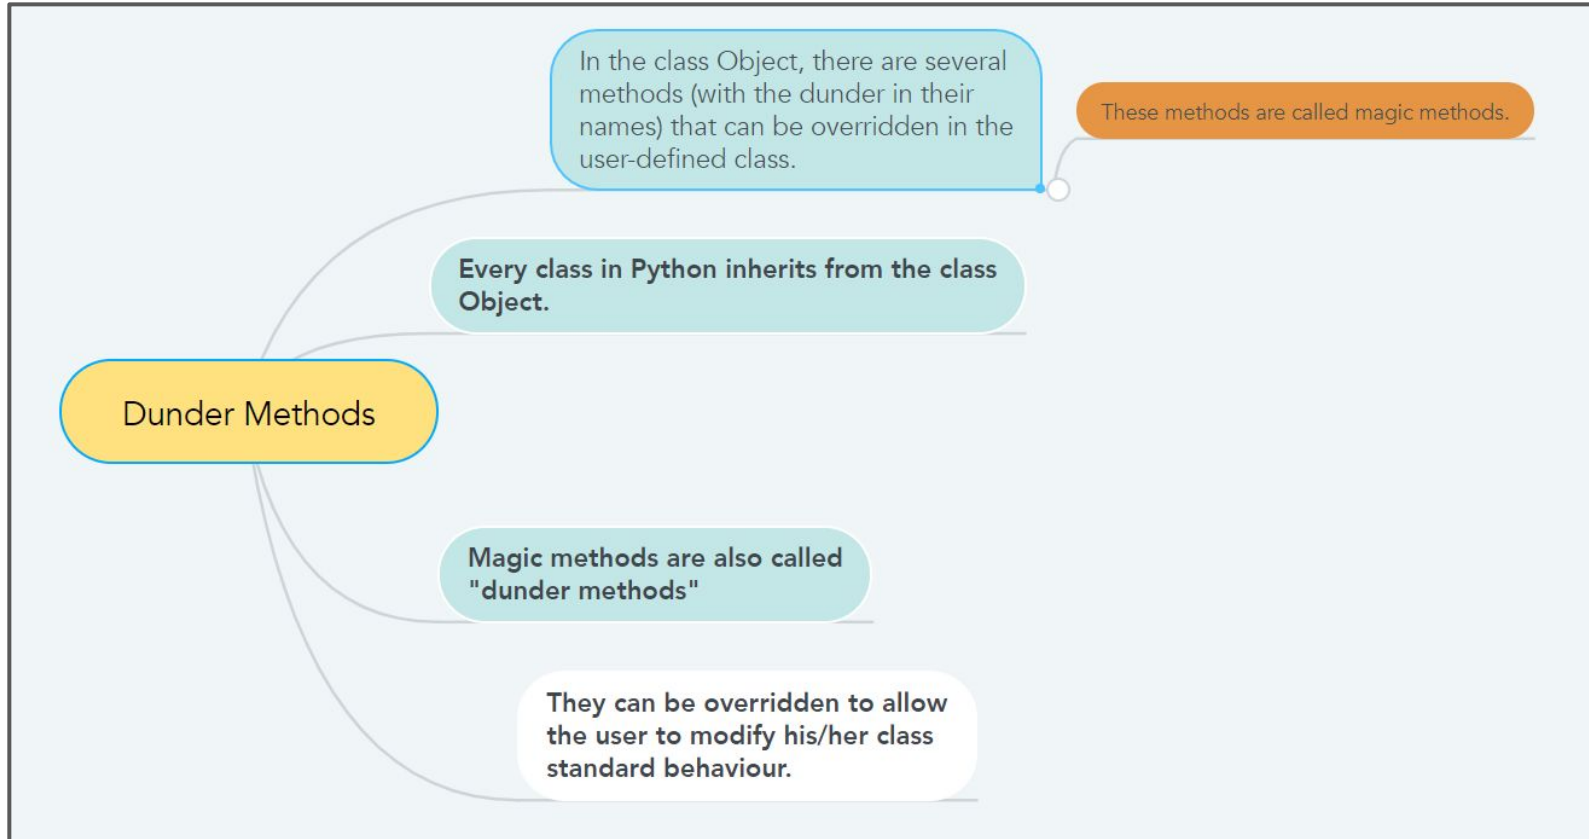 In the class Object, there are several
methods (with the dunder in their
names) that can be overridden in the
user-defined class.
These methods are called magic methods.
Every class in Python inherits from the class
Object.
Dunder Methods
Magic methods are also called
"dunder methods"
They can be overridden to allow
the user to modify his/her class
standard behaviour.